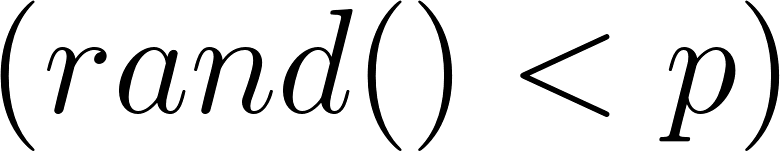 (rand() < p)